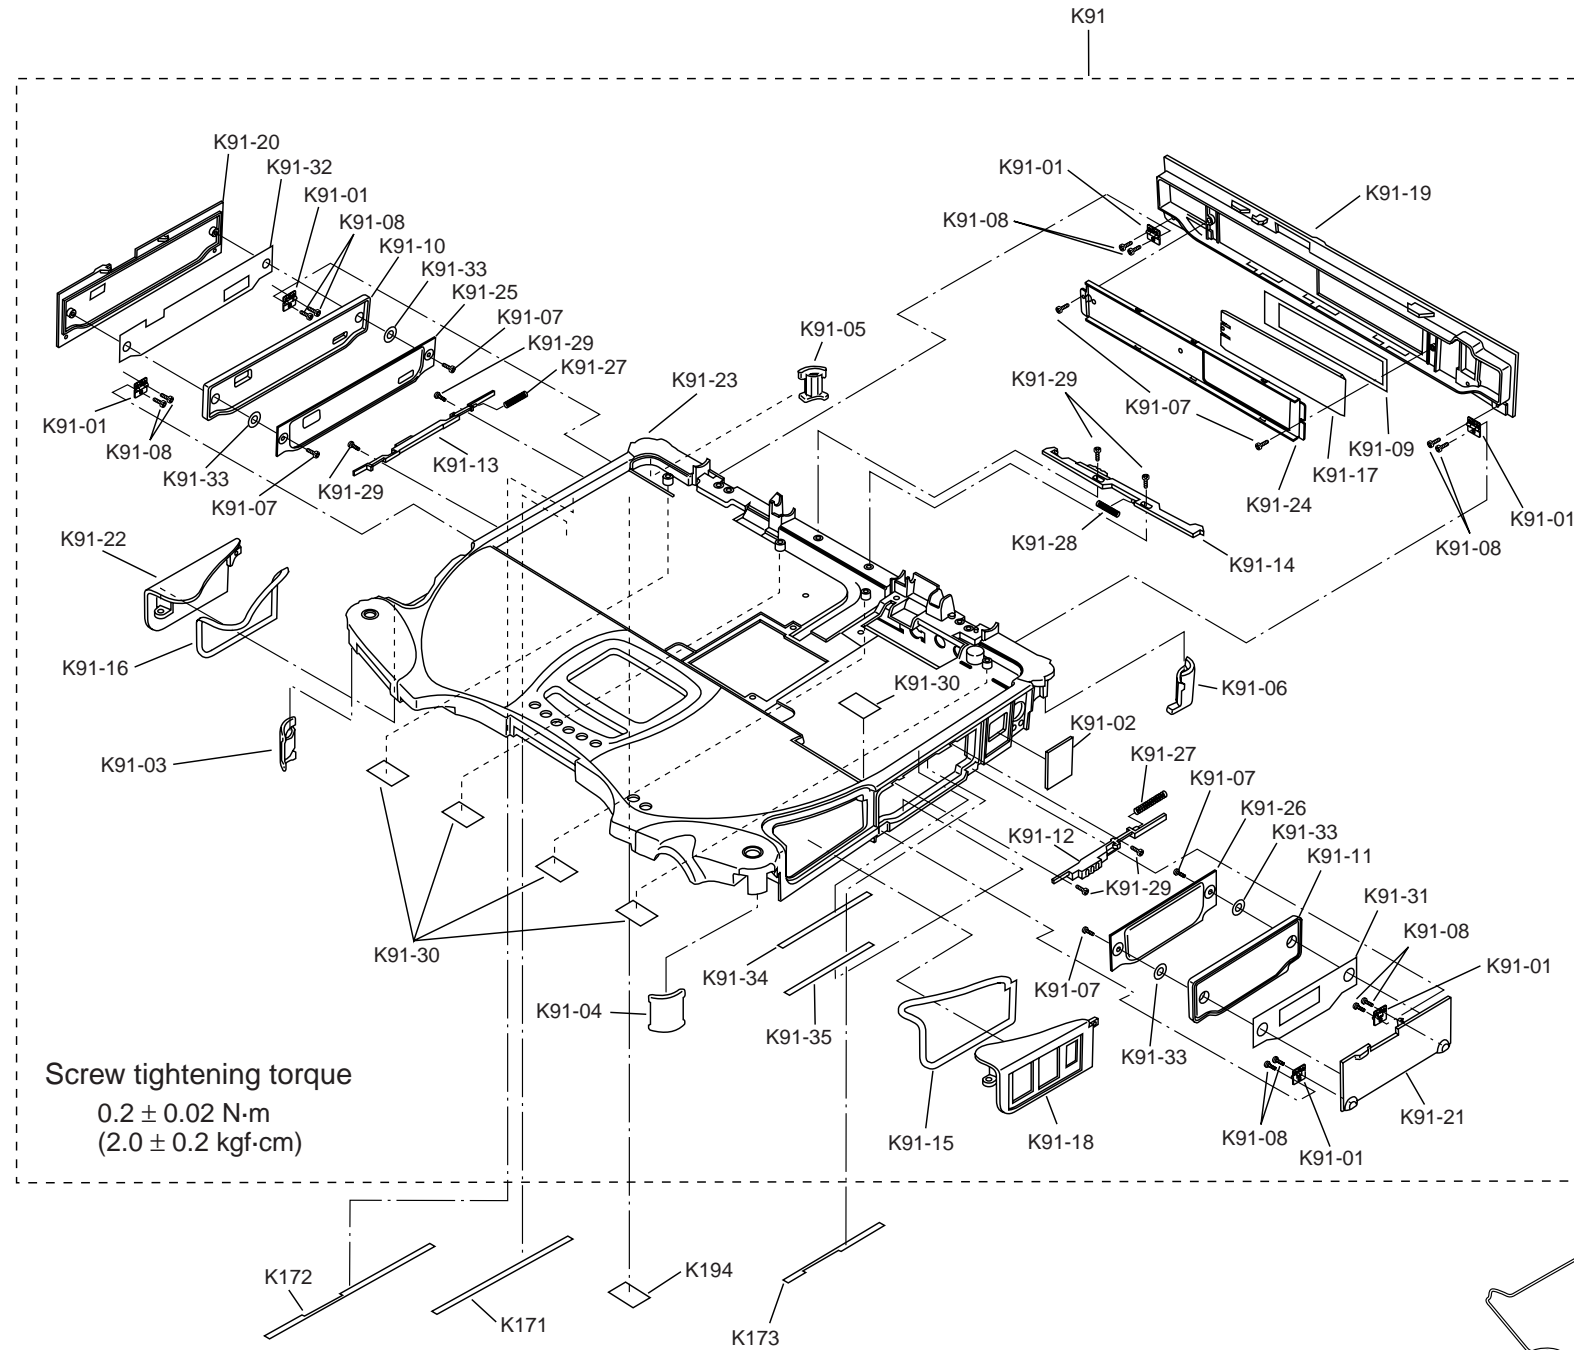 K91
K91-20
K91-32
K91-01
K91-08
K91-10
K91-33
K91-25
K91-07
K91-29
K91-27
K91-23
K91-05
K91-01
K91-08
K91-19
K91-29
K91-07
K91-09
K91-17
K91-24
K91-01
K91-08
K91-28
K91-14
K91-01
K91-08
K91-33
K91-07
K91-29
K91-13
K91-22
K91-16
K91-03
K91-30
K91-06
K91-02
K91-27
K91-07
K91-26
K91-33
K91-11
K91-12
K91-29
K91-31
K91-08
K91-01
K91-30
K91-34
K91-07
K91-04
K91-35
K91-33
K91-15
K91-18
K91-08
K91-01
K91-21
Screw tightening torque
0.2 ± 0.02 N·m
(2.0 ± 0.2 kgf·cm)
K172
K171
K194
K173